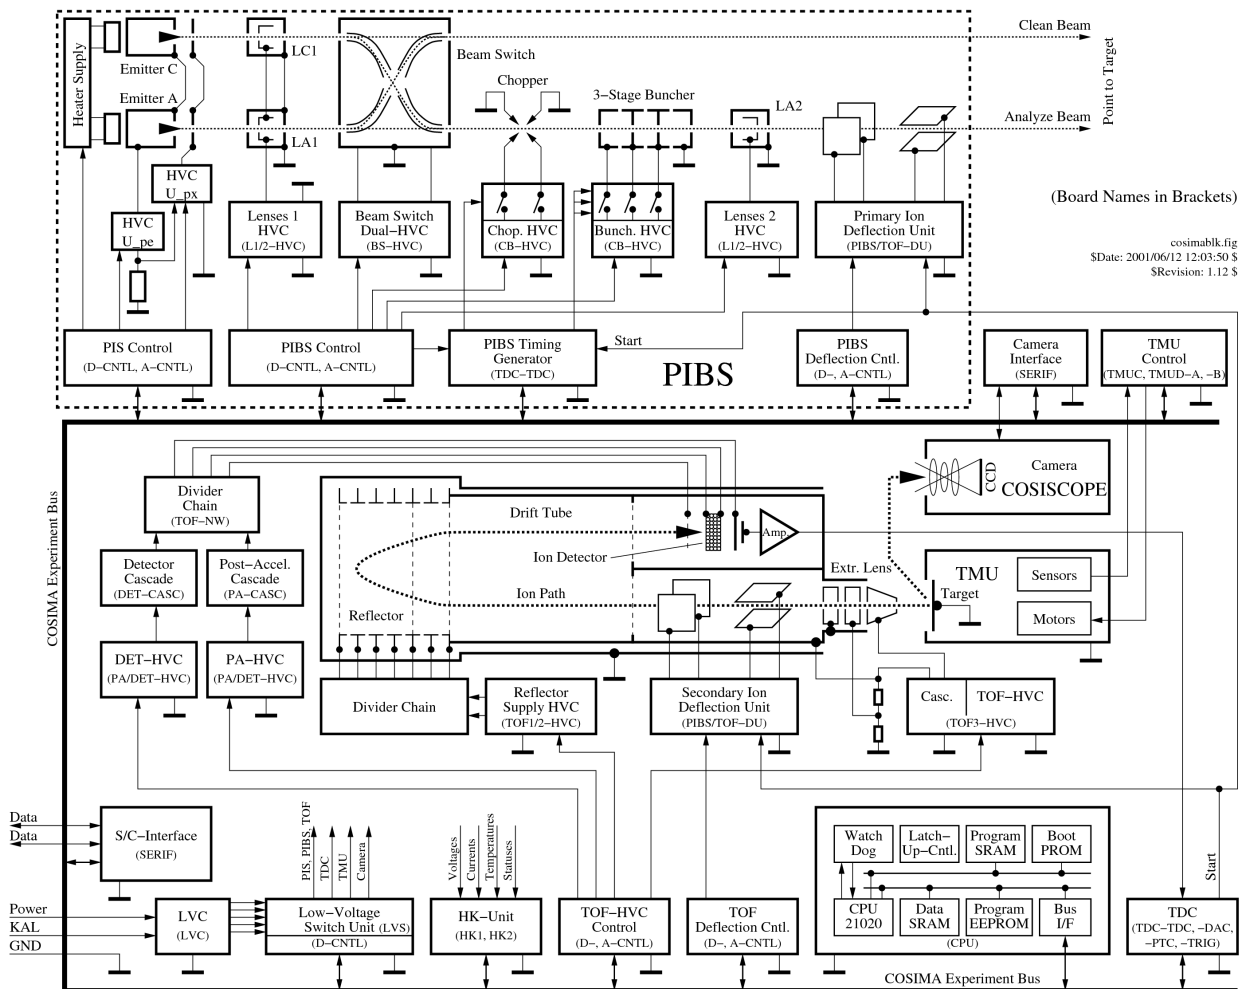 Clean Beam
Heater Supply
Emitter C
LC1
Beam Switch
Point to Target
Chopper
Emitter A
3−Stage Buncher
LA2
Analyze Beam
LA1
HVC
U_px
HVC
U_pe
Lenses 1
HVC
(L1/2−HVC)
Beam Switch
Dual−HVC
(BS−HVC)
Chop. HVC
(CB−HVC)
Bunch. HVC
(CB−HVC)
Lenses 2
HVC
(L1/2−HVC)
Primary Ion
Deflection Unit
(PIBS/TOF−DU)
(Board Names in Brackets)
cosimablk.fig
$Date: 2001/06/12 12:03:50 $
$Revision: 1.12 $
PIS Control
(D−CNTL, A−CNTL)
PIBS Control
(D−CNTL, A−CNTL)
PIBS Timing
Generator
(TDC−TDC)
Start
PIBS
PIBS
Deflection Cntl.
(D−, A−CNTL)
Camera
Interface
(SERIF)
TMU
Control
(TMUC, TMUD−A, −B)
COSIMA Experiment Bus
Divider
Chain
(TOF−NW)
Detector
Cascade
(DET−CASC)
Post−Accel.
Cascade
(PA−CASC)
DET−HVC
(PA/DET−HVC)
PA−HVC
(PA/DET−HVC)
Drift Tube
Ion Detector
Amp.
Ion Path
Reflector
Extr. Lens
CCD
Camera
COSISCOPE
TMU
Target
Sensors
Motors
Divider Chain
Reflector
Supply HVC
(TOF1/2−HVC)
Secondary Ion
Deflection Unit
(PIBS/TOF−DU)
Casc.
TOF−HVC
(TOF3−HVC)
Data
Data
S/C−Interface
(SERIF)
PIS, PIBS, TOF
TDC
TMU
Camera
Voltages
Currents
Temperatures
Statuses
Power
KAL
GND
LVC
(LVC)
Low−Voltage
Switch Unit (LVS)
(D−CNTL)
HK−Unit
(HK1, HK2)
TOF−HVC
Control
(D−, A−CNTL)
TOF
Deflection Cntl.
(D−, A−CNTL)
Watch
Dog
Latch−
Up−Cntl.
Program
SRAM
Boot
PROM
CPU
21020
Data
SRAM
Program
EEPROM
Bus
I/F
(CPU)
Start
TDC
(TDC−TDC, −DAC,
−PTC, −TRIG)
COSIMA Experiment Bus